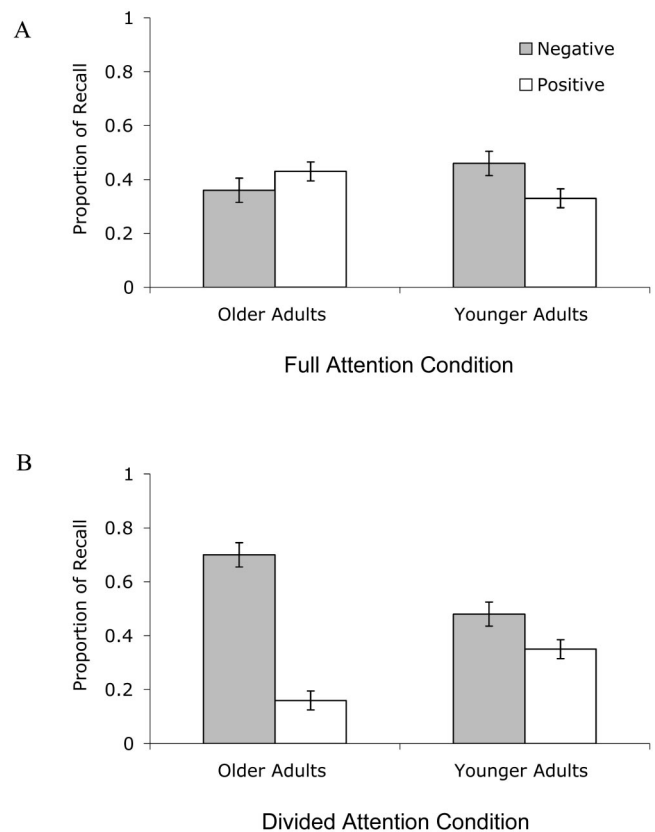 A
1
0.8
0.6
0.4
0.2
0
Proportion of Recall
Negative
Positive
Older Adults Younger Adults
Full Attention Condition
B
1
0.8
0.6
0.4
0.2
0
Proportion of Recall
Older Adults Younger Adults
Divided Attention Condition